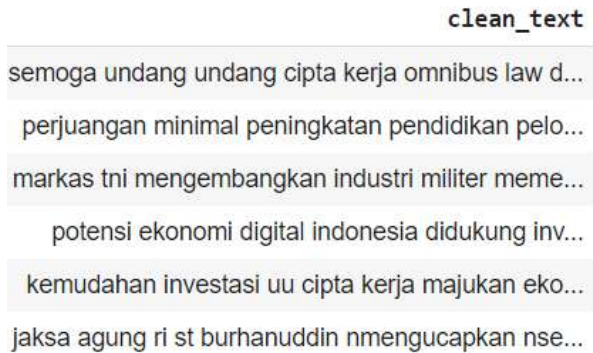 clean_text
semoga undang undang cipta kerja omnibus law d...
perjuangan minimal peningkatan pendidikan pelo...
markas tni mengembangkan industri militer meme...
potensi ekonomi digital indonesia didukung inv...
kemudahan investasi uu cipta kerja majukan eko...
jaksa agung ri st burhanuddin nmengucapkan nse...